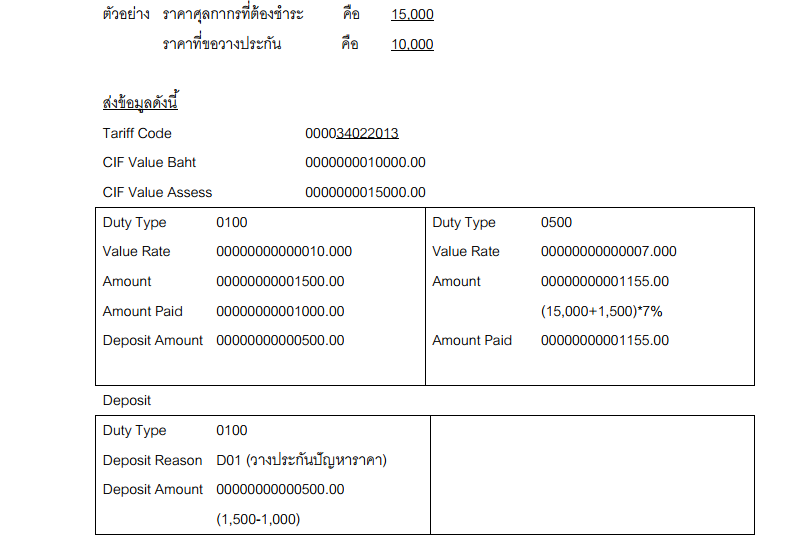 ตัวอย่าง ราคาศุลกากรที่ต้องชำระ คือ 15,000
ราคาที่ขอวางประกัน คือ 10,000
ส่งข้อมูลดังนี้
Tariff Code 000034022013
CIF Value Baht 0000000010000.00
CIF Value Assess 0000000015000.00
Duty Type 0100 Duty Type 0500
Value Rate 00000000000010.000 Value Rate 00000000000007.000
Amount 00000000001500.00 Amount 00000000001155.00
Amount Paid 00000000001000.00 (15,000+1,500)*7%
Deposit Amount 00000000000500.00 Amount Paid 00000000001155.00
Deposit
Duty Type 0100
Deposit Reason D01 (วางประกันปัญหาราคา)
Deposit Amount 00000000000500.00
(1,500-1,000)